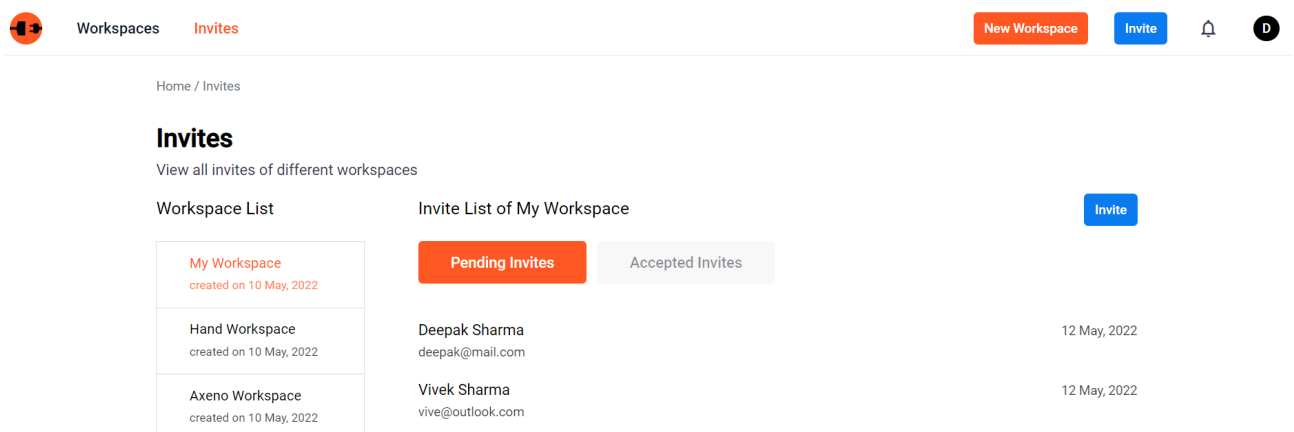 Workspaces Invites New Workspace Invite D
Home / Invites
Invites
View all invites of different workspaces
Workspace List
My Workspace
created on 10 May, 2022
Hand Workspace
created on 10 May, 2022
Axeno Workspace
created on 10 May, 2022
Invite List of My Workspace Invite
Pending Invites Accepted Invites
Deepak Sharma 12 May, 2022
deepak@mail.com
Vivek Sharma 12 May, 2022
vive@outlook.com